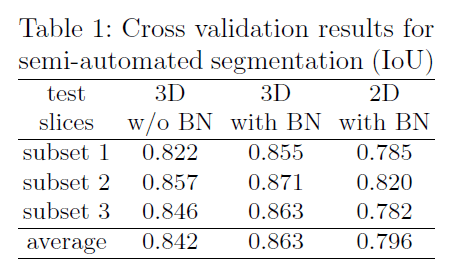 Table 1: Cross validation results for
semi-automated segmentation (IoU)
test 3D 3D 2D
slices w/o BN with BN with BN
subset 1 0.822 0.855 0.785
subset 2 0.857 0.871 0.820
subset 3 0.846 0.863 0.782
average 0.842 0.863 0.796